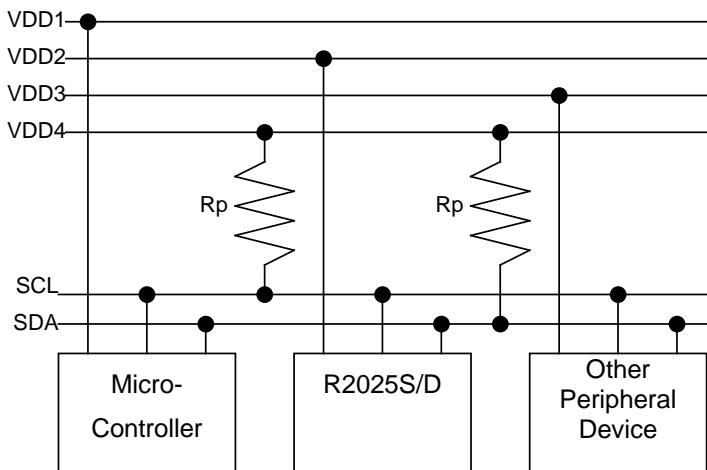 VDD1
VDD2
VDD3
VDD4
Rp
Rp
SCL
SDA
Micro-
Controller
R2025S/D
Other
Peripheral
Device